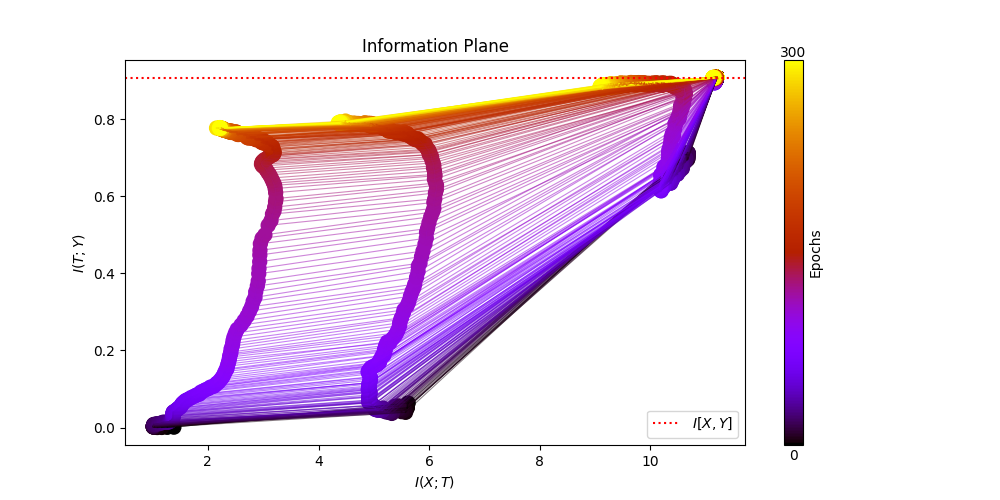 Information Plane
300
0.8
0.6
0.4
0.2
0.0
I(T; Y)
Epochs
I[X, Y]
2
4
6
8
10
0
I(X; T)